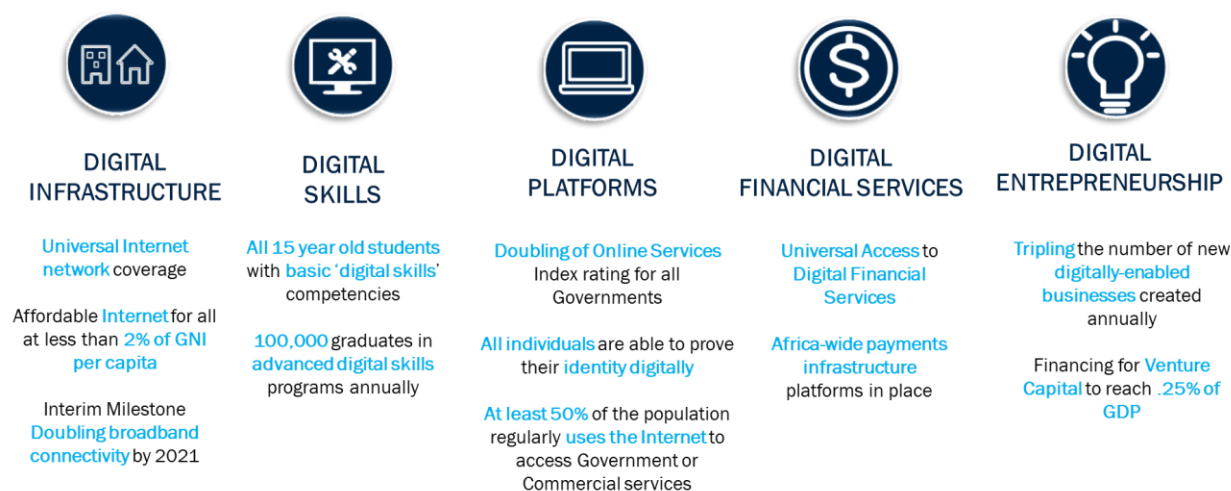 DIGITAL
INFRASTRUCTURE
Universal Internet
network coverage
Affordable Internet for all
at less than 2% of GNI
per capita
Interim Milestone
Doubling broadband
connectivity by 2021
DIGITAL
SKILLS
All 15 year old students
with basic ‘digital skills’
competencies
100,000 graduates in
advanced digital skills
programs annually
DIGITAL
PLATFORMS
Doubling of Online Services
Index rating for all
Governments
All individuals are able to prove
their identity digitally
At least 50% of the population
regularly uses the Internet to
access Government or
Commercial services
$
DIGITAL
FINANCIAL SERVICES
Universal Access to
Digital Financial
Services
Africa-wide payments
infrastructure
platforms in place
DIGITAL
ENTREPRENEURSHIP
Tripling the number of new
digitally-enabled
businesses created
annually
Financing for Venture
Capital to reach .25% of
GDP